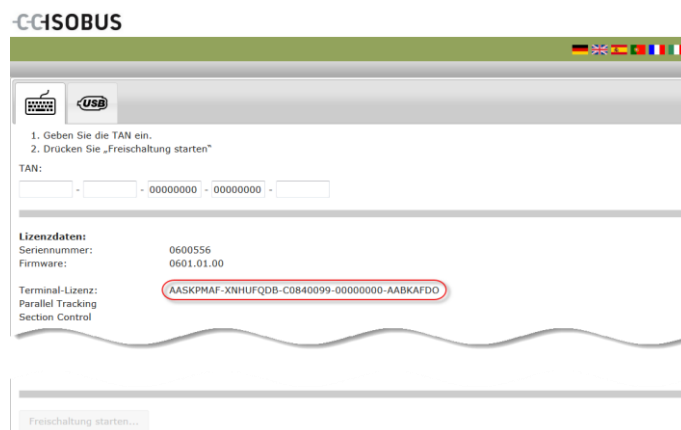 CCISOBUS
USB
1. Geben Sie die TAN ein.
2. Drücken Sie „Freischaltung starten"
TAN:
- - 00000000 - 00000000 -
Lizenzdaten:
Seriennummer: 0600556
Firmware: 0601.01.00
Terminal-Lizenz: AASKPMAF-XNHUFQDB-C0840099-00000000-AABKAFDO
Parallel Tracking
Section Control
Freischaltung starten...